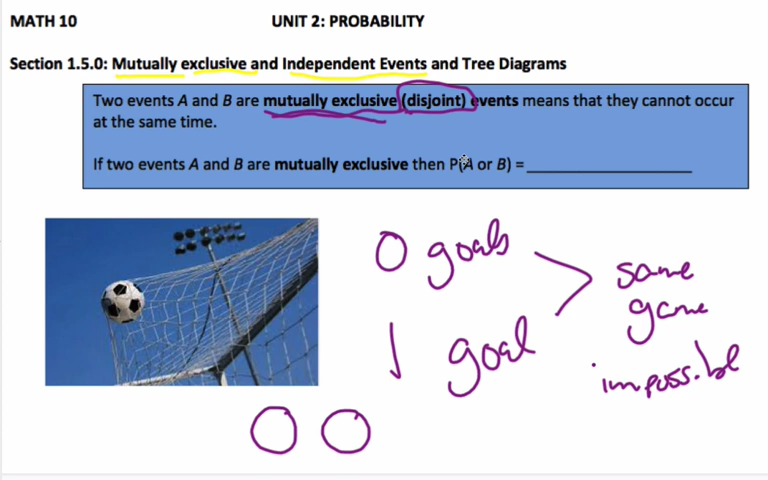 MATH 10 UNIT 2: PROBABILITY
Section 1.5.0: Mutually exclusive and Independent Events and Tree Diagrams
Two events A and B are mutually exclusive (disjoint) events means that they cannot occur
at the same time.
If two events A and B are mutually exclusive then P(A or B) = ____________________
0 goals
1 goal
same
game
impossible